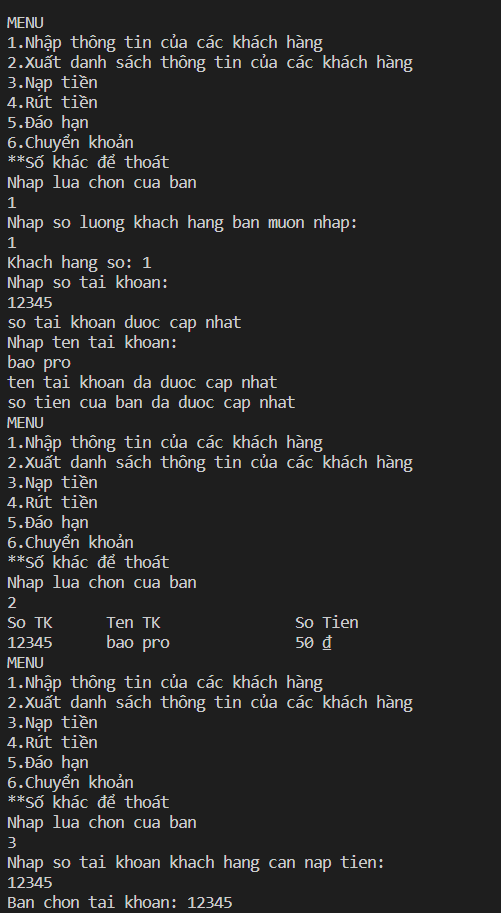 MENU
1.Nhập thông tin của các khách hàng
2.Xuất danh sách thông tin của các khách hàng
3.Nạp tiền
4.Rút tiền
5.Đáo hạn
6.Chuyển khoản
**Số khác để thoát
Nhap lua chon cua ban
1
Nhap so luong khach hang ban muon nhap:
1
Khach hang so: 1
Nhap so tai khoan:
12345
so tai khoan duoc cap nhat
Nhap ten tai khoan:
bao pro
ten tai khoan da duoc cap nhat
so tien cua ban da duoc cap nhat
MENU
1.Nhập thông tin của các khách hàng
2.Xuất danh sách thông tin của các khách hàng
3.Nạp tiền
4.Rút tiền
5.Đáo hạn
6.Chuyển khoản
**Số khác để thoát
Nhap lua chon cua ban
2
So TK Ten TK So Tien
12345 bao pro 50 ₫
MENU
1.Nhập thông tin của các khách hàng
2.Xuất danh sách thông tin của các khách hàng
3.Nạp tiền
4.Rút tiền
5.Đáo hạn
6.Chuyển khoản
**Số khác để thoát
Nhap lua chon cua ban
3
Nhap so tai khoan khach hang can nap tien:
12345
Ban chon tai khoan: 12345